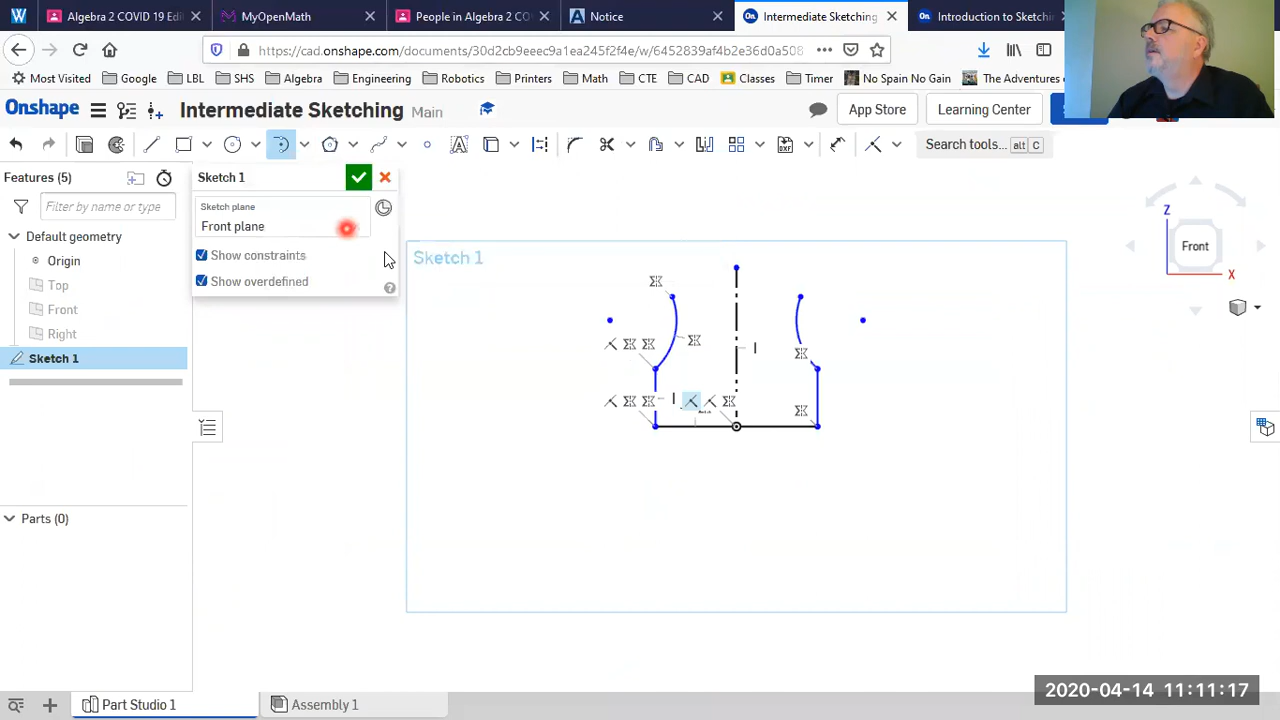 Algebra 2 COVID 19 Edi
MyOpenMath
People in Algebra 2 CO
Notice
Intermediate Sketching
Introduction to Sketchi
https://cad.onshape.com/documents/30d2cb9eeec9a1ea245f2f4e/w/6452839af4b2e36d0a508
Most Visited
Google
LBL
SHS
Algebra
Engineering
Robotics
Printers
Math
CTE
CAD
Classes
Timer
No Spain No Gain
The Adventures
Onshape
Intermediate Sketching
Main
App Store
Learning Center
Search tools...
alt
C
Features (5)
Filter by name or type
Default geometry
Origin
Top
Front
Right
Sketch 1
Parts (0)
Sketch 1
Sketch plane
Front plane
Show constraints
Show overdefined
Sketch 1
Z
Front
X
Part Studio 1
Assembly 1
2020-04-14 11:11:17